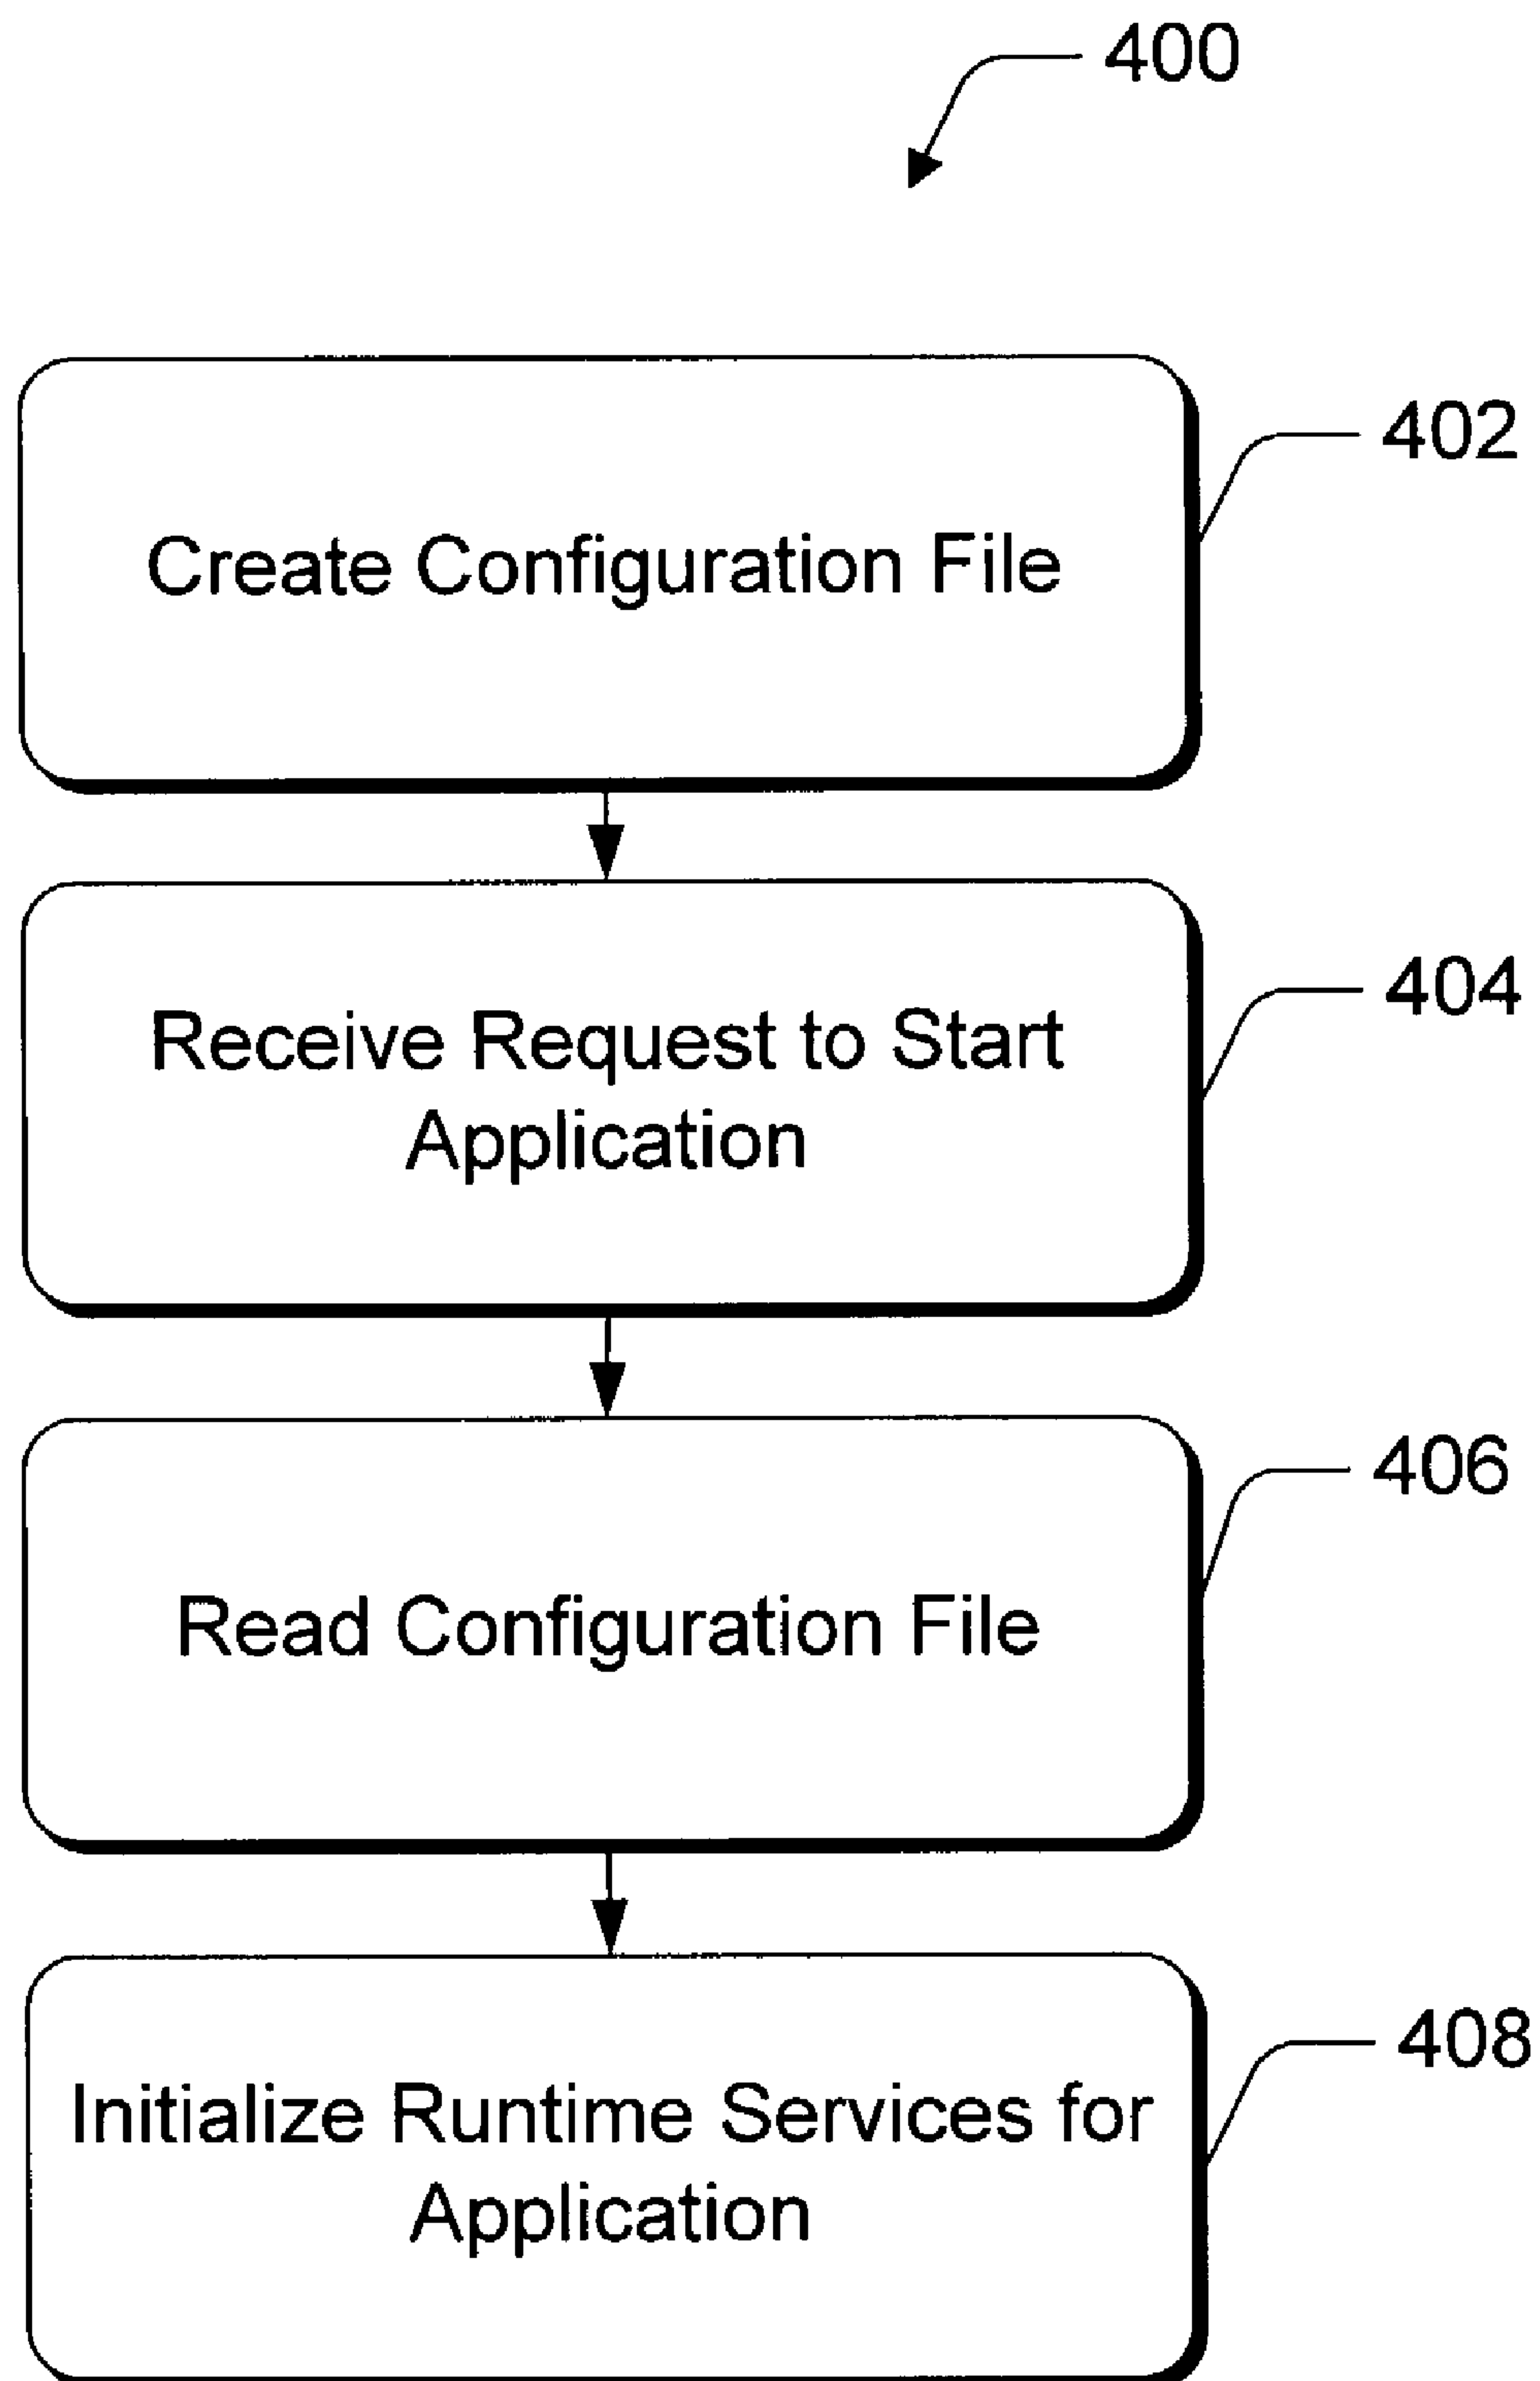 400
402
Create Configuration File
404
Receive Request to Start
Application
406
Read Configuration File
408
Initialize Runtime Services for
Application